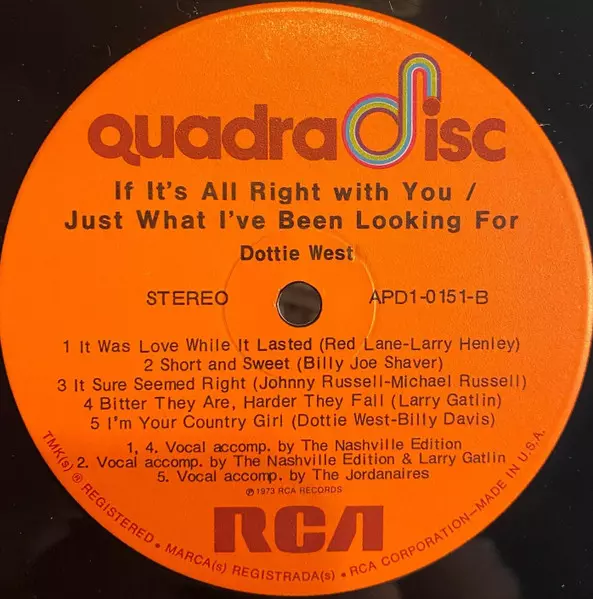 quadradisc
If It's All Right with You /
Just What I've Been Looking For
Dottie West
STEREO APD1-0151-B
1 It Was Love While It Lasted (Red Lane-Larry Henley)
2 Short and Sweet (Billy Joe Shaver)
3 It Sure Seemed Right (Johnny Russell-Michael Russell)
4 Bitter They Are, Harder They Fall (Larry Gatlin)
5 I'm Your Country Girl (Dottie West-Billy Davis)
1, 4. Vocal accomp. by The Nashville Edition
2. Vocal accomp. by The Nashville Edition & Larry Gatlin
5. Vocal accomp. by The Jordanaires
℗ 1973 RCA RECORDS
RCA
TMK(s) ® REGISTERED • MARCA(s) REGISTRADA(s) • RCA CORPORATION—MADE IN U.S.A.